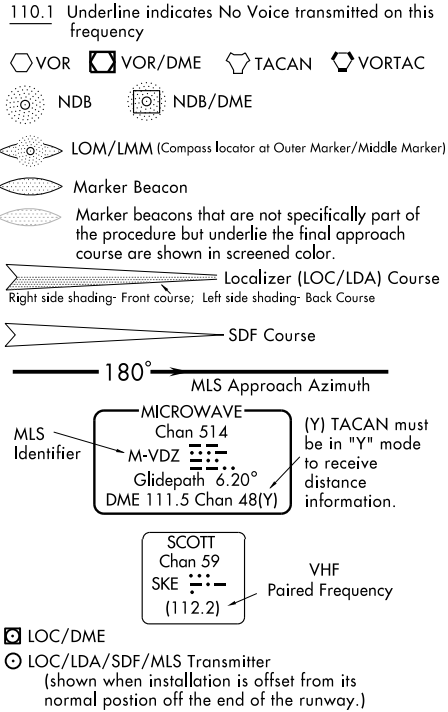 110.1 Underline indicates No Voice transmitted on this
frequency
VOR VOR/DME TACAN VORTAC
NDB NDB/DME
LOM/LMM (Compass locator at Outer Marker/Middle Marker)
Marker Beacon
Marker beacons that are not specifically part of
the procedure but underlie the final approach
course are shown in screened color.
Localizer (LOC/LDA) Course
Right side shading- Front course; Left side shading- Back Course
SDF Course
180°
MLS Approach Azimuth
MICROWAVE
Chan 514
MLS
Identifier
M-VDZ
Glidepath 6.20°
DME 111.5 Chan 48(Y)
(Y) TACAN must
be in "Y" mode
to receive
distance
information.
SCOTT
Chan 59
SKE
(112.2)
VHF
Paired Frequency
LOC/DME
LOC/LDA/SDF/MLS Transmitter
(shown when installation is offset from its
normal postion off the end of the runway.)